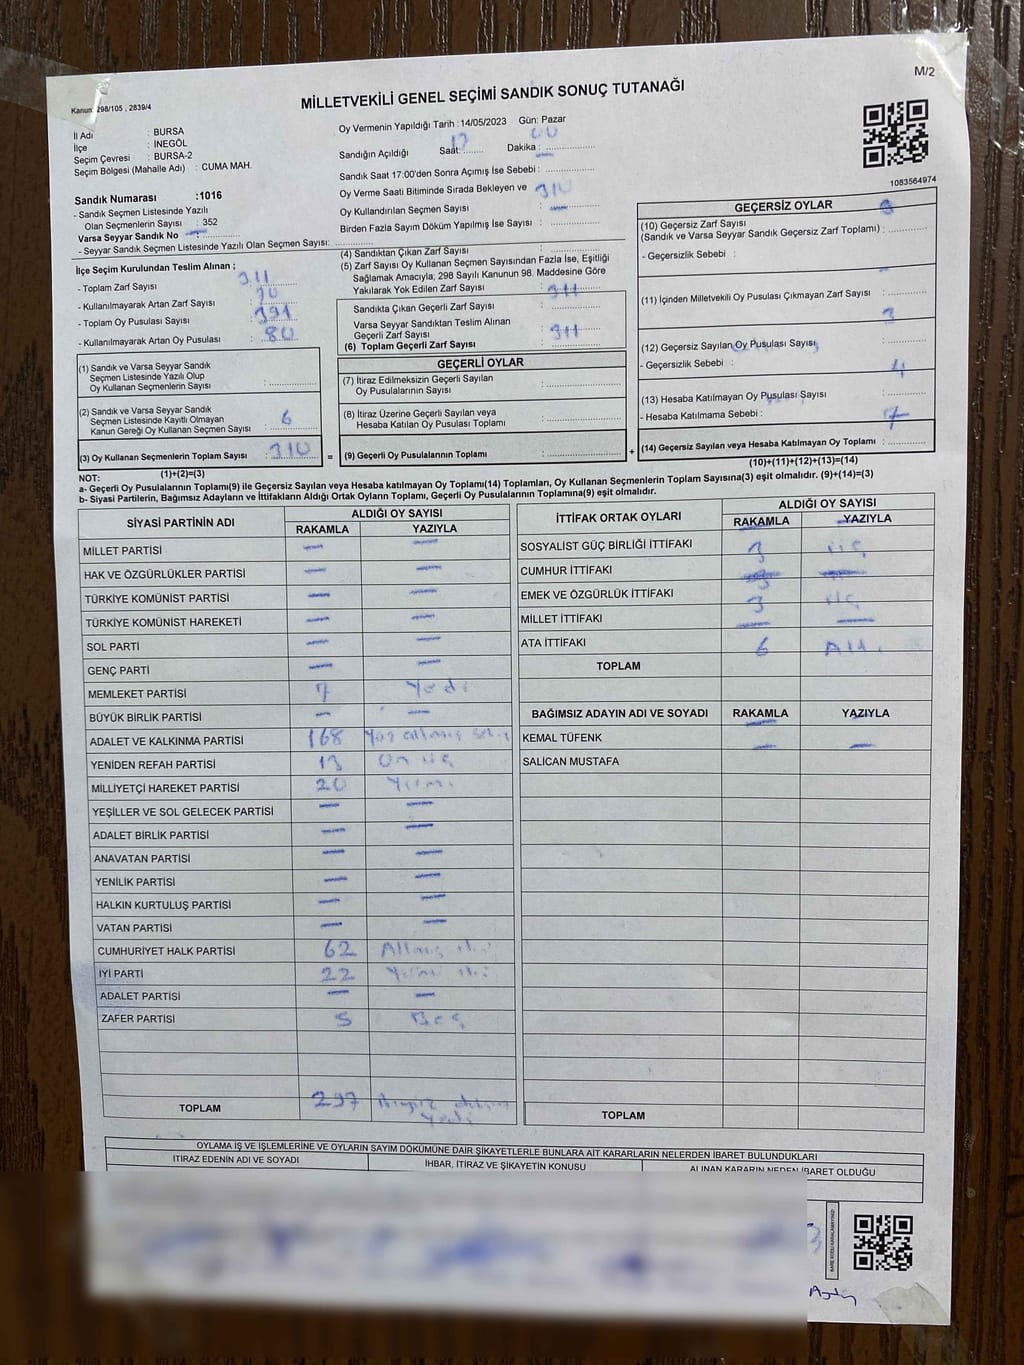 M/2
Kanun: 298/105 , 2839/4
MİLLETVEKİLİ GENEL SEÇİMİ SANDIK SONUÇ TUTANAĞI
İl Adı : BURSA
İlçe : İNEGÖL
Seçim Çevresi : BURSA-2
Seçim Bölgesi (Mahalle Adı) : CUMA MAH.
Sandık Numarası :1016
- Sandık Seçmen Listesinde Yazılı
Olan Seçmenlerin Sayısı : 352
Varsa Seyyar Sandık No :
- Seyyar Sandık Seçmen Listesinde Yazılı Olan Seçmen Sayısı:
Oy Vermenin Yapıldığı Tarih : 14/05/2023 Gün: Pazar
Sandığın Açıldığı Saat: 17 Dakika : 00
Sandık Saat 17:00'den Sonra Açımış İse Sebebi :
Oy Verme Saati Bitiminde Sırada Bekleyen ve 310
Oy Kullandırılan Seçmen Sayısı : —
Birden Fazla Sayım Döküm Yapılmış İse Sayısı :
1083564974
İlçe Seçim Kurulundan Teslim Alınan ;
- Toplam Zarf Sayısı : 311
- Kullanılmayarak Artan Zarf Sayısı :
- Toplam Oy Pusulası Sayısı : 391
- Kullanılmayarak Artan Oy Pusulası : 80
(1) Sandık ve Varsa Seyyar Sandık
Seçmen Listesinde Yazılı Olup
Oy Kullanan Seçmenlerin Sayısı :
(2) Sandık ve Varsa Seyyar Sandık
Seçmen Listesinde Kayıtlı Olmayan
Kanun Gereği Oy Kullanan Seçmen Sayısı : 6
(3) Oy Kullanan Seçmenlerin Toplam Sayısı : 310
(1)+(2)=(3)
(4) Sandıktan Çıkan Zarf Sayısı :
(5) Zarf Sayısı Oy Kullanan Seçmen Sayısından Fazla İse, Eşitliği
Sağlamak Amacıyla, 298 Sayılı Kanunun 98. Maddesine Göre
Yakılarak Yok Edilen Zarf Sayısı : 311
Sandıkta Çıkan Geçerli Zarf Sayısı :
Varsa Seyyar Sandıktan Teslim Alınan
Geçerli Zarf Sayısı : 311
(6) Toplam Geçerli Zarf Sayısı :
GEÇERLİ OYLAR
(7) İtiraz Edilmeksizin Geçerli Sayılan
Oy Pusulalarının Sayısı :
(8) İtiraz Üzerine Geçerli Sayılan veya
Hesaba Katılan Oy Pusulası Toplamı :
= (9) Geçerli Oy Pusulalarının Toplamı : +
GEÇERSİZ OYLAR
(10) Geçersiz Zarf Sayısı
(Sandık ve Varsa Seyyar Sandık Geçersiz Zarf Toplamı) :
- Geçersizlik Sebebi :
(11) İçinden Milletvekili Oy Pusulası Çıkmayan Zarf Sayısı :
3
(12) Geçersiz Sayılan Oy Pusulası Sayısı
- Geçersizlik Sebebi : 4
(13) Hesaba Katılmayan Oy Pusulası Sayısı :
- Hesaba Katılmama Sebebi : 7
(14) Geçersiz Sayılan veya Hesaba Katılmayan Oy Toplamı :
(10)+(11)+(12)+(13)=(14)
NOT:
a- Geçerli Oy Pusulalarının Toplamı(9) ile Geçersiz Sayılan veya Hesaba katılmayan Oy Toplamı(14) Toplamları, Oy Kullanan Seçmenlerin Toplam Sayısına(3) eşit olmalıdır. (9)+(14)=(3)
b- Siyasi Partilerin, Bağımsız Adayların ve İttifakların Aldığı Ortak Oyların Toplamı, Geçerli Oy Pusulalarının Toplamına(9) eşit olmalıdır.
SİYASİ PARTİNİN ADI ALDIĞI OY SAYISI
RAKAMLA YAZIYLA
MİLLET PARTİSİ — —
HAK VE ÖZGÜRLÜKLER PARTİSİ — —
TÜRKİYE KOMÜNİST PARTİSİ — —
TÜRKİYE KOMÜNİST HAREKETİ — —
SOL PARTİ — —
GENÇ PARTİ — —
MEMLEKET PARTİSİ 7 Yedi
BÜYÜK BİRLİK PARTİSİ — —
ADALET VE KALKINMA PARTİSİ 168 Yüz altmış sekiz
YENİDEN REFAH PARTİSİ 13 On üç
MİLLİYETÇİ HAREKET PARTİSİ 20 Yirmi
YEŞİLLER VE SOL GELECEK PARTİSİ — —
ADALET BİRLİK PARTİSİ — —
ANAVATAN PARTİSİ — —
YENİLİK PARTİSİ — —
HALKIN KURTULUŞ PARTİSİ — —
VATAN PARTİSİ — —
CUMHURİYET HALK PARTİSİ 62 Altmış iki
İYİ PARTİ 22 Yirmi iki
ADALET PARTİSİ — —
ZAFER PARTİSİ 5 Beş
TOPLAM 297
İTTİFAK ORTAK OYLARI ALDIĞI OY SAYISI
RAKAMLA YAZIYLA
SOSYALİST GÜÇ BİRLİĞİ İTTİFAKI
CUMHUR İTTİFAKI 3 üç
EMEK VE ÖZGÜRLÜK İTTİFAKI
MİLLET İTTİFAKI 3 üç
ATA İTTİFAKI — —
TOPLAM 6 Altı
BAĞIMSIZ ADAYIN ADI VE SOYADI RAKAMLA YAZIYLA
KEMAL TÜFENK — —
SALİCAN MUSTAFA
TOPLAM
OYLAMA İŞ VE İŞLEMLERİNE VE OYLARIN SAYIM DÖKÜMÜNE DAİR ŞİKAYETLERLE BUNLARA AİT KARARLARIN NELERDEN İBARET BULUNDUKLARI
İTİRAZ EDENİN ADI VE SOYADI İHBAR, İTİRAZ VE ŞİKAYETİN KONUSU ALINAN KARARIN NEDEN İBARET OLDUĞU